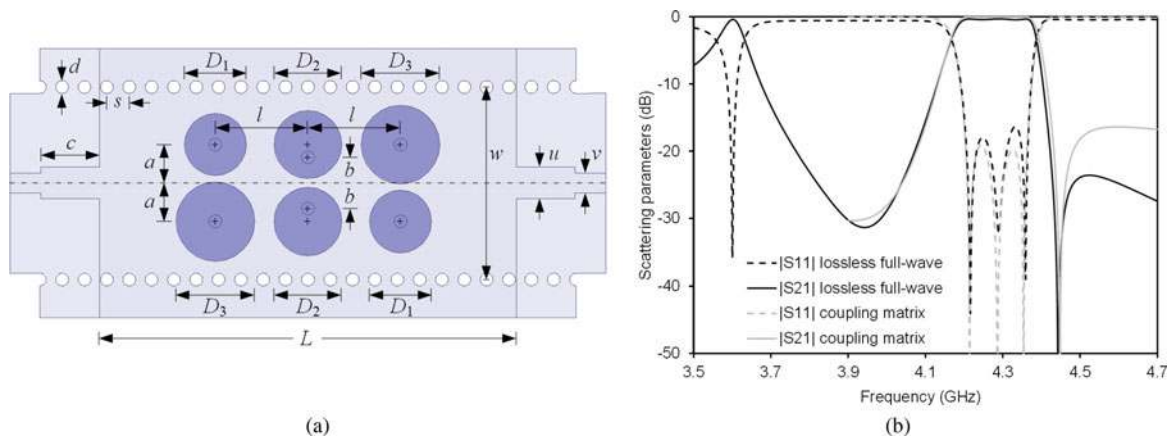 d
D₁
D₂
D₃
s
l
l
c
a
a
b
b
w
u
v
D₃
D₂
D₁
L
(a)
Scattering parameters (dB)
0
-10
-20
-30
-40
-50
|S11| lossless full-wave
|S21| lossless full-wave
|S11| coupling matrix
|S21| coupling matrix
3.5 3.7 3.9 4.1 4.3 4.5 4.7
Frequency (GHz)
(b)